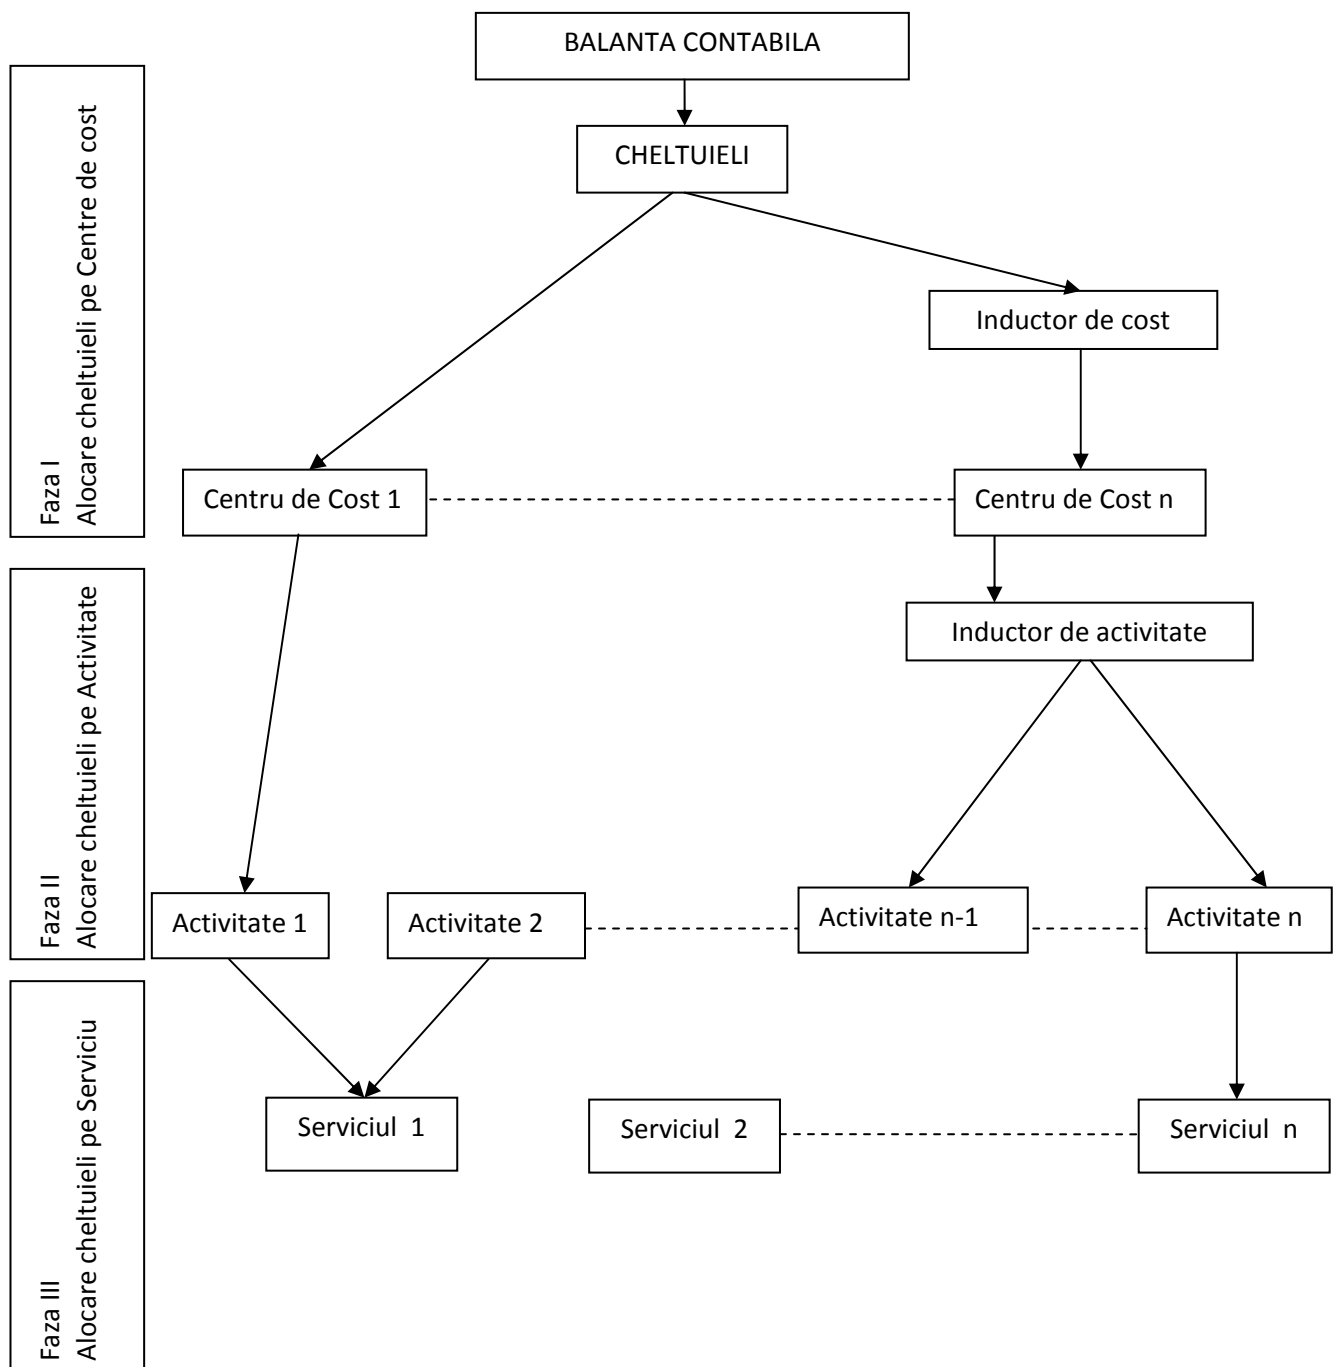 BALANTA CONTABILA
CHELTUIELI
Faza I
Alocare cheltuieli pe Centre de cost
Inductor de cost
Centru de Cost 1
Centru de Cost n
Faza II
Alocare cheltuieli pe Activitate
Inductor de activitate
Activitate 1
Activitate 2
Activitate n-1
Activitate n
Faza III
Alocare cheltuieli pe Serviciu
Serviciul 1
Serviciul 2
Serviciul n